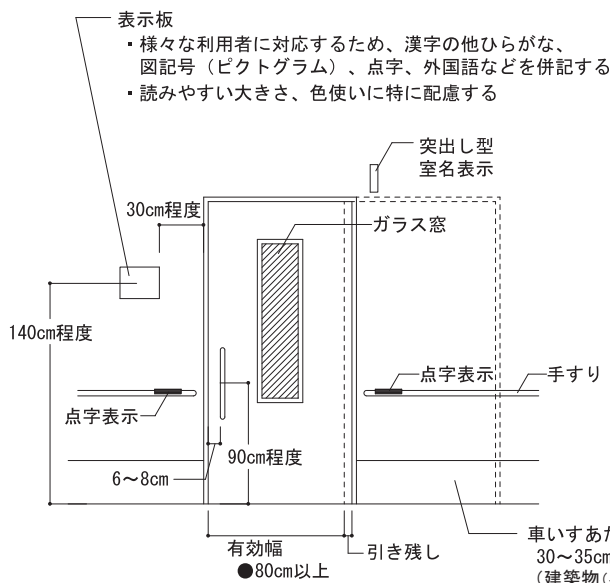 表示板
・様々な利用者に対応するため、漢字の他ひらがな、
図記号（ピクトグラム）、点字、外国語などを併記する
・読みやすい大きさ、色使いに特に配慮する
突出し型
室名表示
30cm程度
ガラス窓
140cm程度
点字表示
手すり
点字表示
90cm程度
6～8cm
有効幅
●80cm以上
引き残し
車いすあた
30～35cm
（建築物(